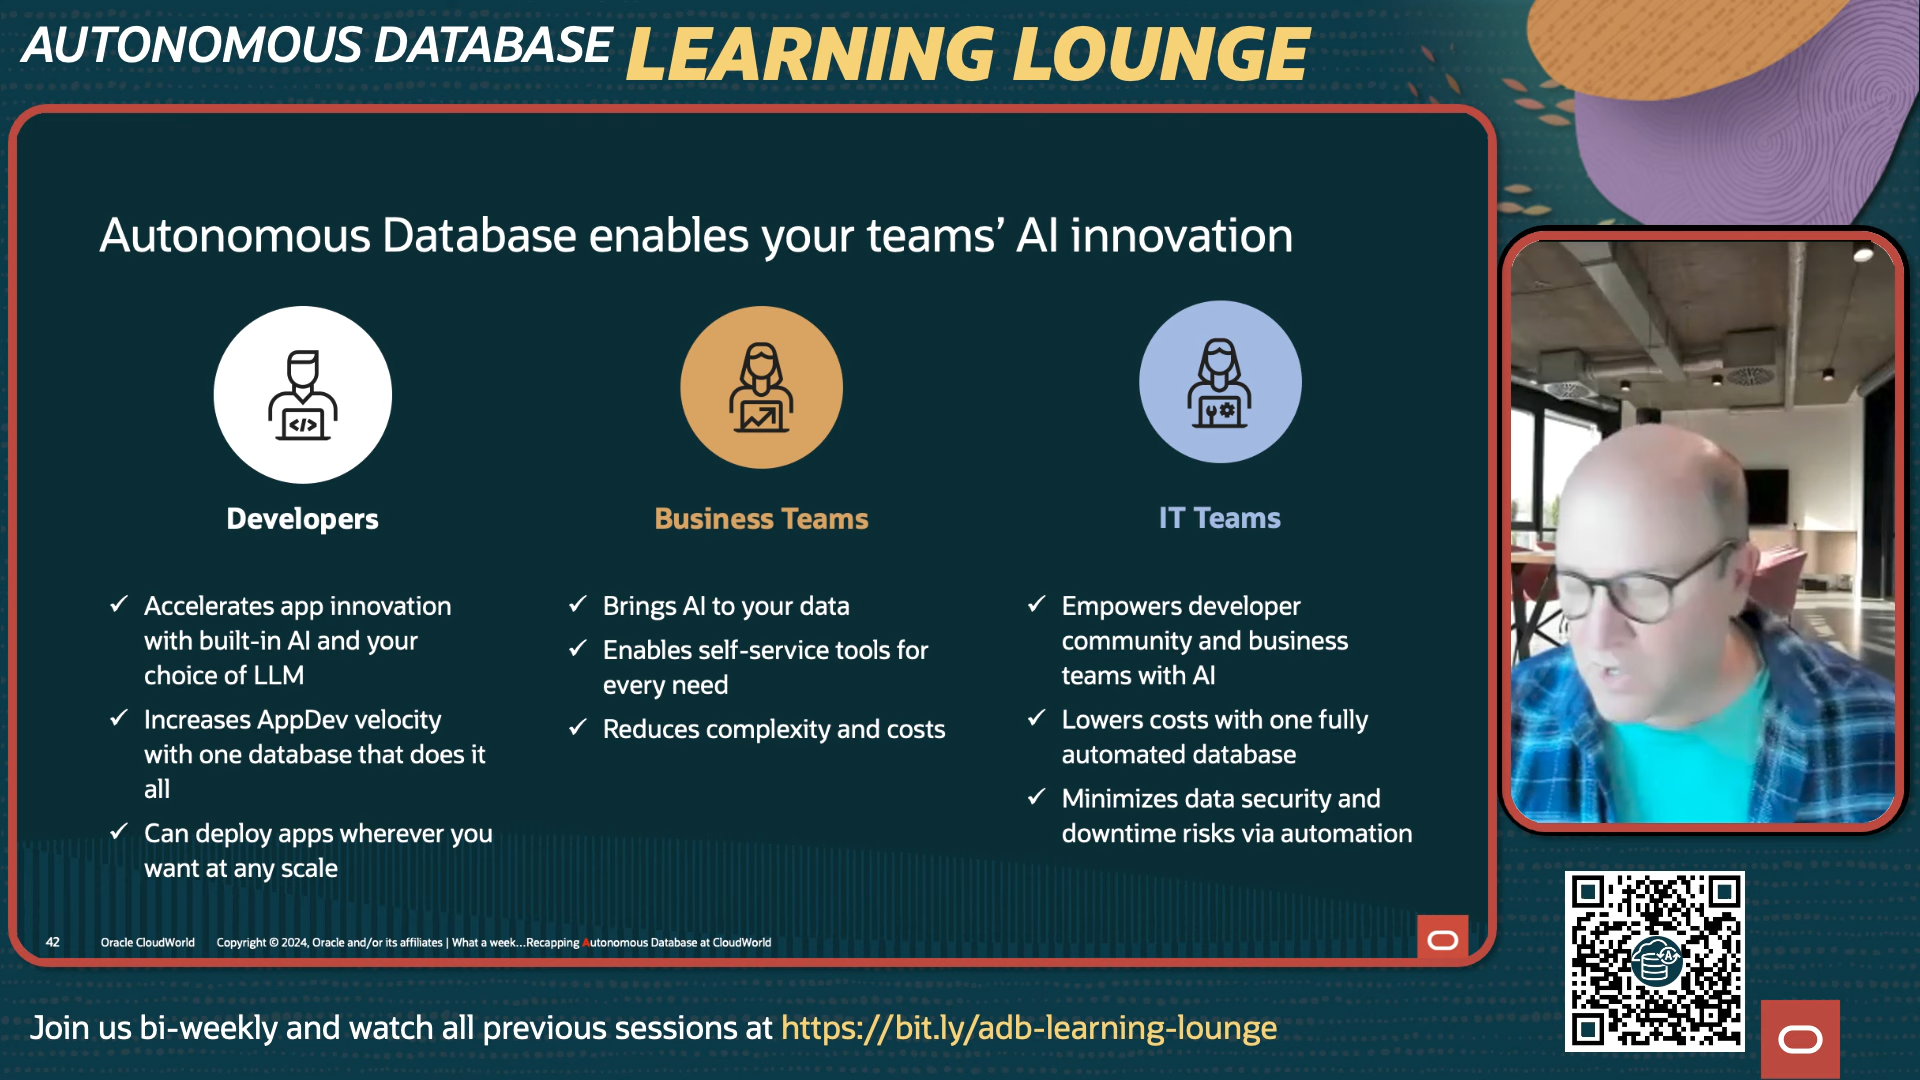 AUTONOMOUS DATABASE LEARNING LOUNGE
Autonomous Database enables your teams’ AI innovation
</>
Developers
✓ Accelerates app innovation
with built-in AI and your
choice of LLM
✓ Increases AppDev velocity
with one database that does it
all
✓ Can deploy apps wherever you
want at any scale
Business Teams
✓ Brings AI to your data
✓ Enables self-service tools for
every need
✓ Reduces complexity and costs
IT Teams
✓ Empowers developer
community and business
teams with AI
✓ Lowers costs with one fully
automated database
✓ Minimizes data security and
downtime risks via automation
42 Oracle CloudWorld Copyright © 2024, Oracle and/or its affiliates | What a week...Recapping Autonomous Database at CloudWorld
A
Join us bi-weekly and watch all previous sessions at https://bit.ly/adb-learning-lounge